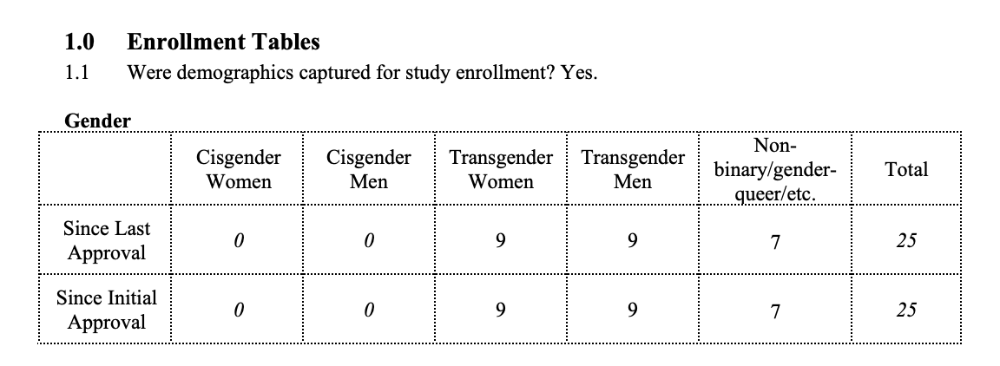 1.0 Enrollment Tables
1.1 Were demographics captured for study enrollment? Yes.
Gender
Cisgender Women Cisgender Men Transgender Women Transgender Men Non-binary/gender-queer/etc. Total
Since Last Approval 0 0 9 9 7 25
Since Initial Approval 0 0 9 9 7 25